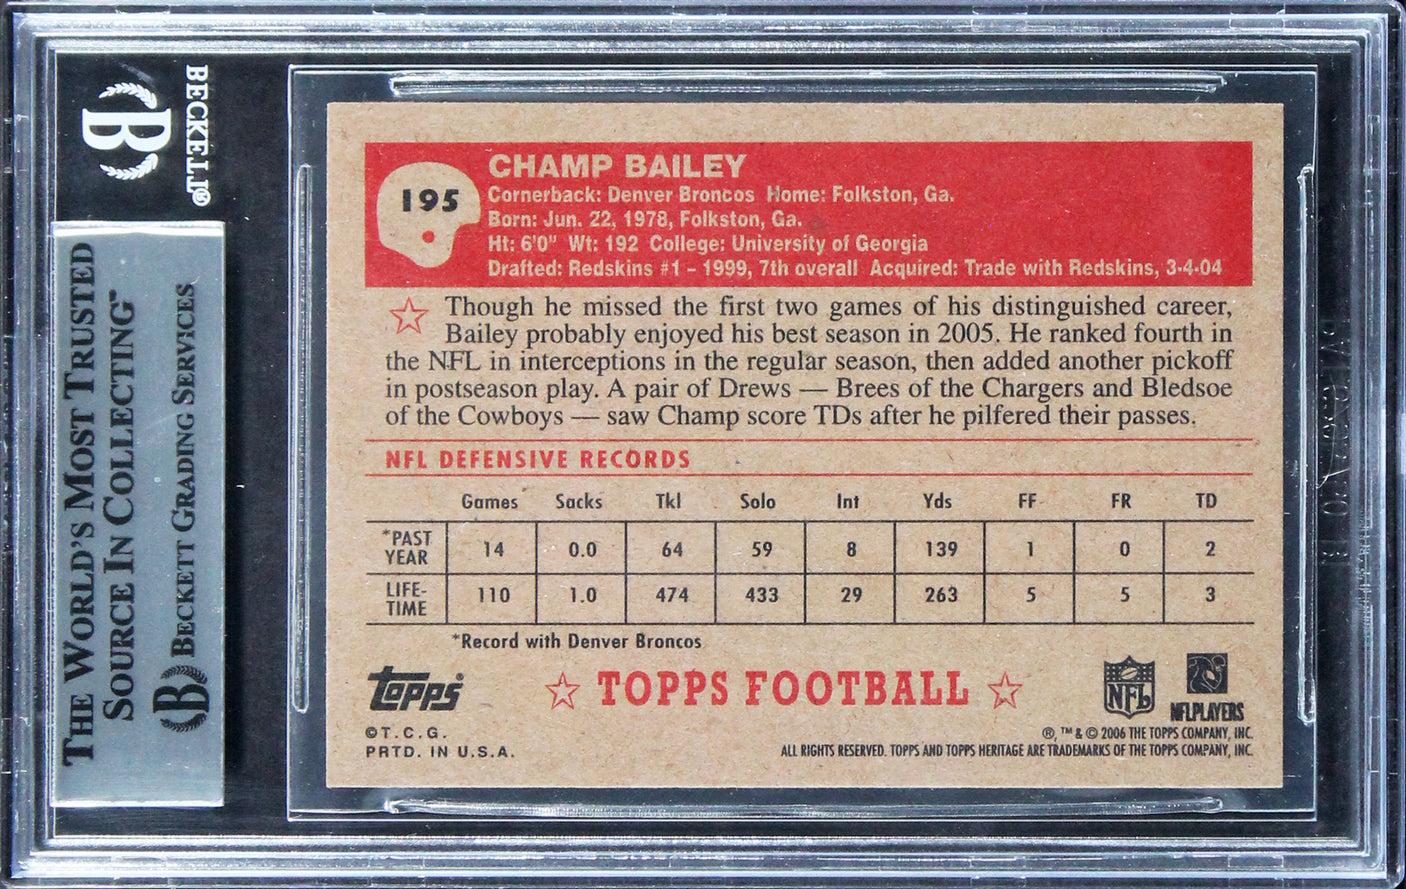 BECKETT®
THE WORLD'S MOST TRUSTED
SOURCE IN COLLECTING™
BECKETT GRADING SERVICES
195
CHAMP BAILEY
Cornerback: Denver Broncos Home: Folkston, Ga.
Born: Jun. 22, 1978, Folkston, Ga.
Ht: 6'0" Wt: 192 College: University of Georgia
Drafted: Redskins #1 - 1999, 7th overall Acquired: Trade with Redskins, 3-4-04
Though he missed the first two games of his distinguished career,
Bailey probably enjoyed his best season in 2005. He ranked fourth in
the NFL in interceptions in the regular season, then added another pickoff
in postseason play. A pair of Drews — Brees of the Chargers and Bledsoe
of the Cowboys — saw Champ score TDs after he pilfered their passes.
NFL DEFENSIVE RECORDS
Games Sacks Tkl Solo Int Yds FF FR TD
*PAST YEAR 14 0.0 64 59 8 139 1 0 2
LIFE-TIME 110 1.0 474 433 29 263 5 5 3
*Record with Denver Broncos
Topps® TOPPS FOOTBALL NFL NFLPLAYERS
©T.C.G.
PRTD. IN U.S.A.
®, ™ & © 2006 THE TOPPS COMPANY, INC.
ALL RIGHTS RESERVED. TOPPS AND TOPPS HERITAGE ARE TRADEMARKS OF THE TOPPS COMPANY, INC.